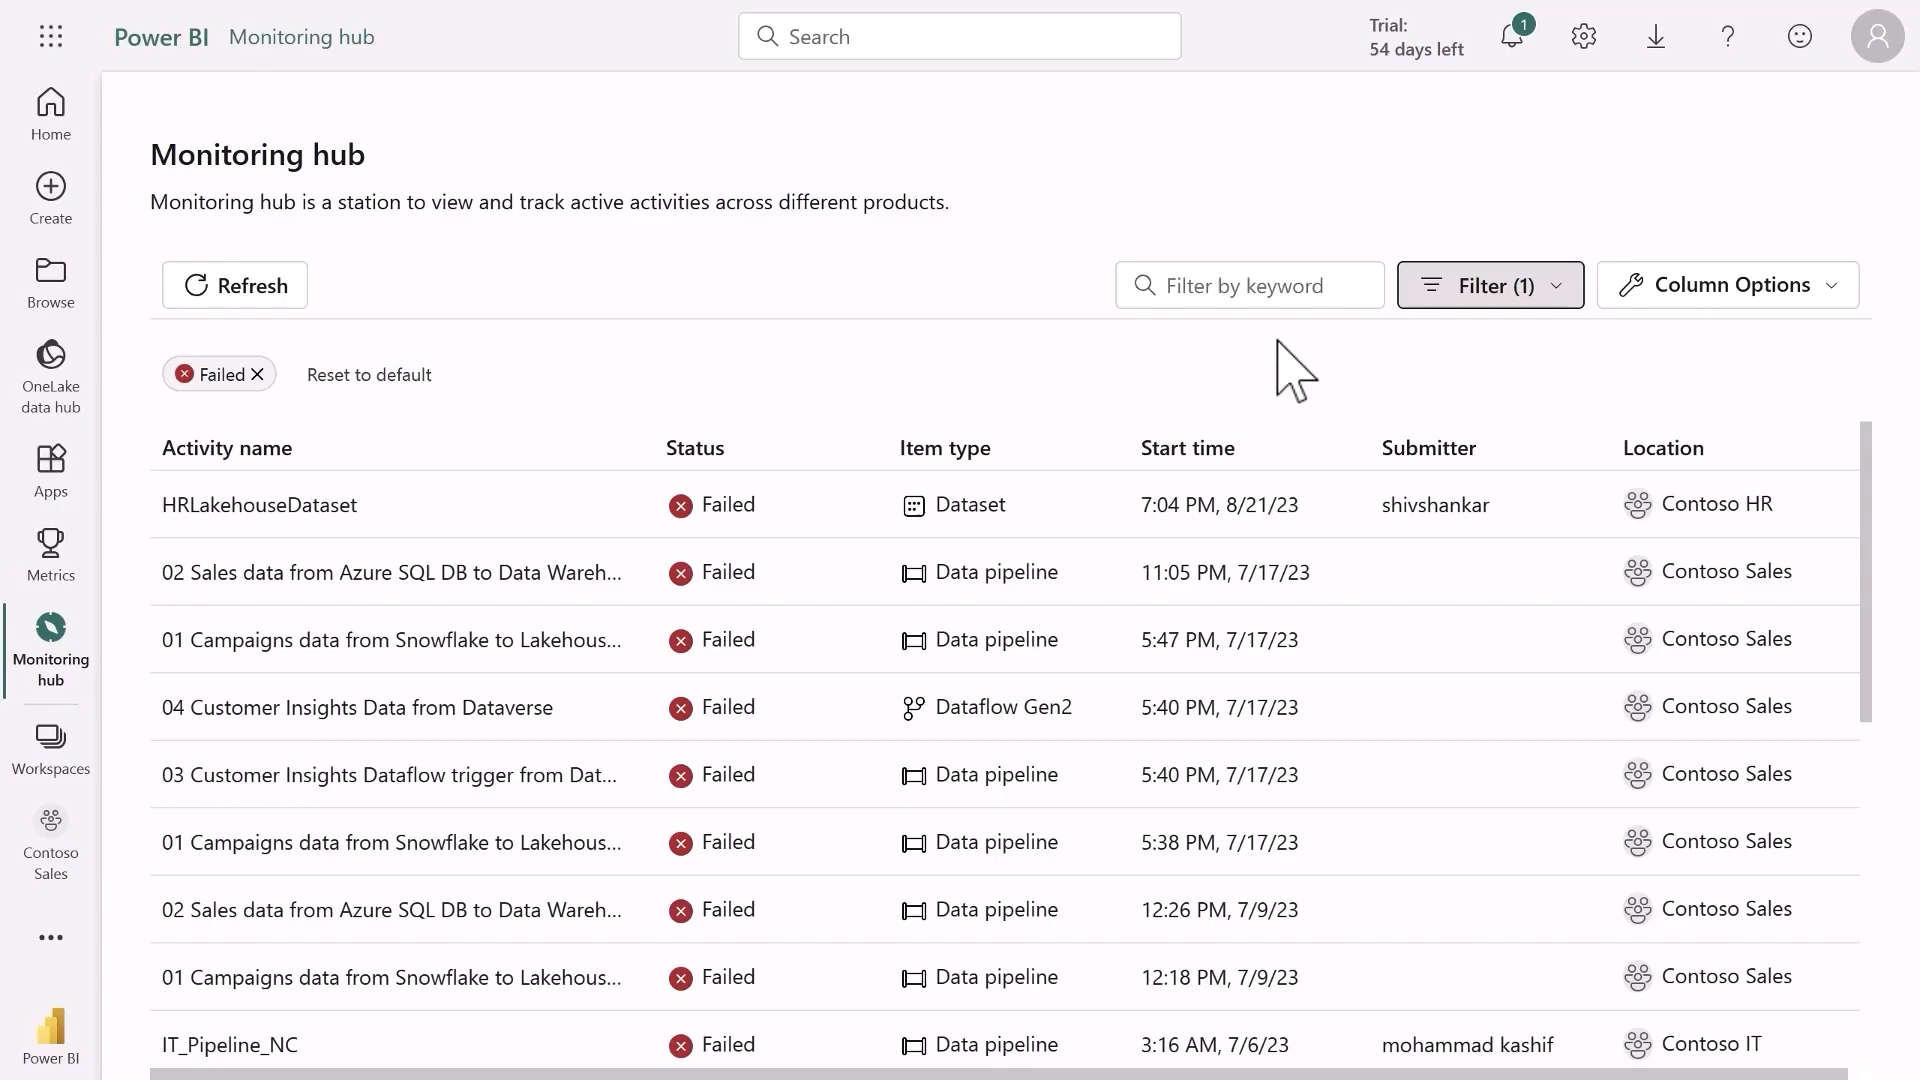 Power BI Monitoring hub
Search
Trial:
54 days left
1
Home
Create
Browse
OneLake
data hub
Apps
Metrics
Monitoring
hub
Workspaces
Contoso
Sales
Power BI
Monitoring hub
Monitoring hub is a station to view and track active activities across different products.
Refresh
Filter by keyword
Filter (1)
Column Options
Failed
Reset to default
Activity name Status Item type Start time Submitter Location
HRLakehouseDataset Failed Dataset 7:04 PM, 8/21/23 shivshankar Contoso HR
02 Sales data from Azure SQL DB to Data Wareh... Failed Data pipeline 11:05 PM, 7/17/23 Contoso Sales
01 Campaigns data from Snowflake to Lakehous... Failed Data pipeline 5:47 PM, 7/17/23 Contoso Sales
04 Customer Insights Data from Dataverse Failed Dataflow Gen2 5:40 PM, 7/17/23 Contoso Sales
03 Customer Insights Dataflow trigger from Dat... Failed Data pipeline 5:40 PM, 7/17/23 Contoso Sales
01 Campaigns data from Snowflake to Lakehous... Failed Data pipeline 5:38 PM, 7/17/23 Contoso Sales
02 Sales data from Azure SQL DB to Data Wareh... Failed Data pipeline 12:26 PM, 7/9/23 Contoso Sales
01 Campaigns data from Snowflake to Lakehous... Failed Data pipeline 12:18 PM, 7/9/23 Contoso Sales
IT_Pipeline_NC Failed Data pipeline 3:16 AM, 7/6/23 mohammad kashif Contoso IT